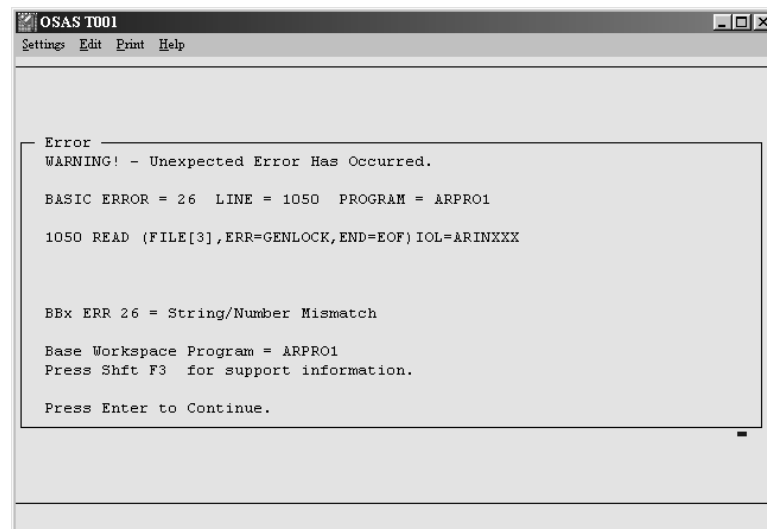 OSAS T001
Settings Edit Print Help
Error
WARNING! - Unexpected Error Has Occurred.
BASIC ERROR = 26 LINE = 1050 PROGRAM = ARPRO1
1050 READ (FILE[3],ERR=GENLOCK,END=EOF)IOL=ARINXXX
BBx ERR 26 = String/Number Mismatch
Base Workspace Program = ARPRO1
Press Shft F3 for support information.
Press Enter to Continue.